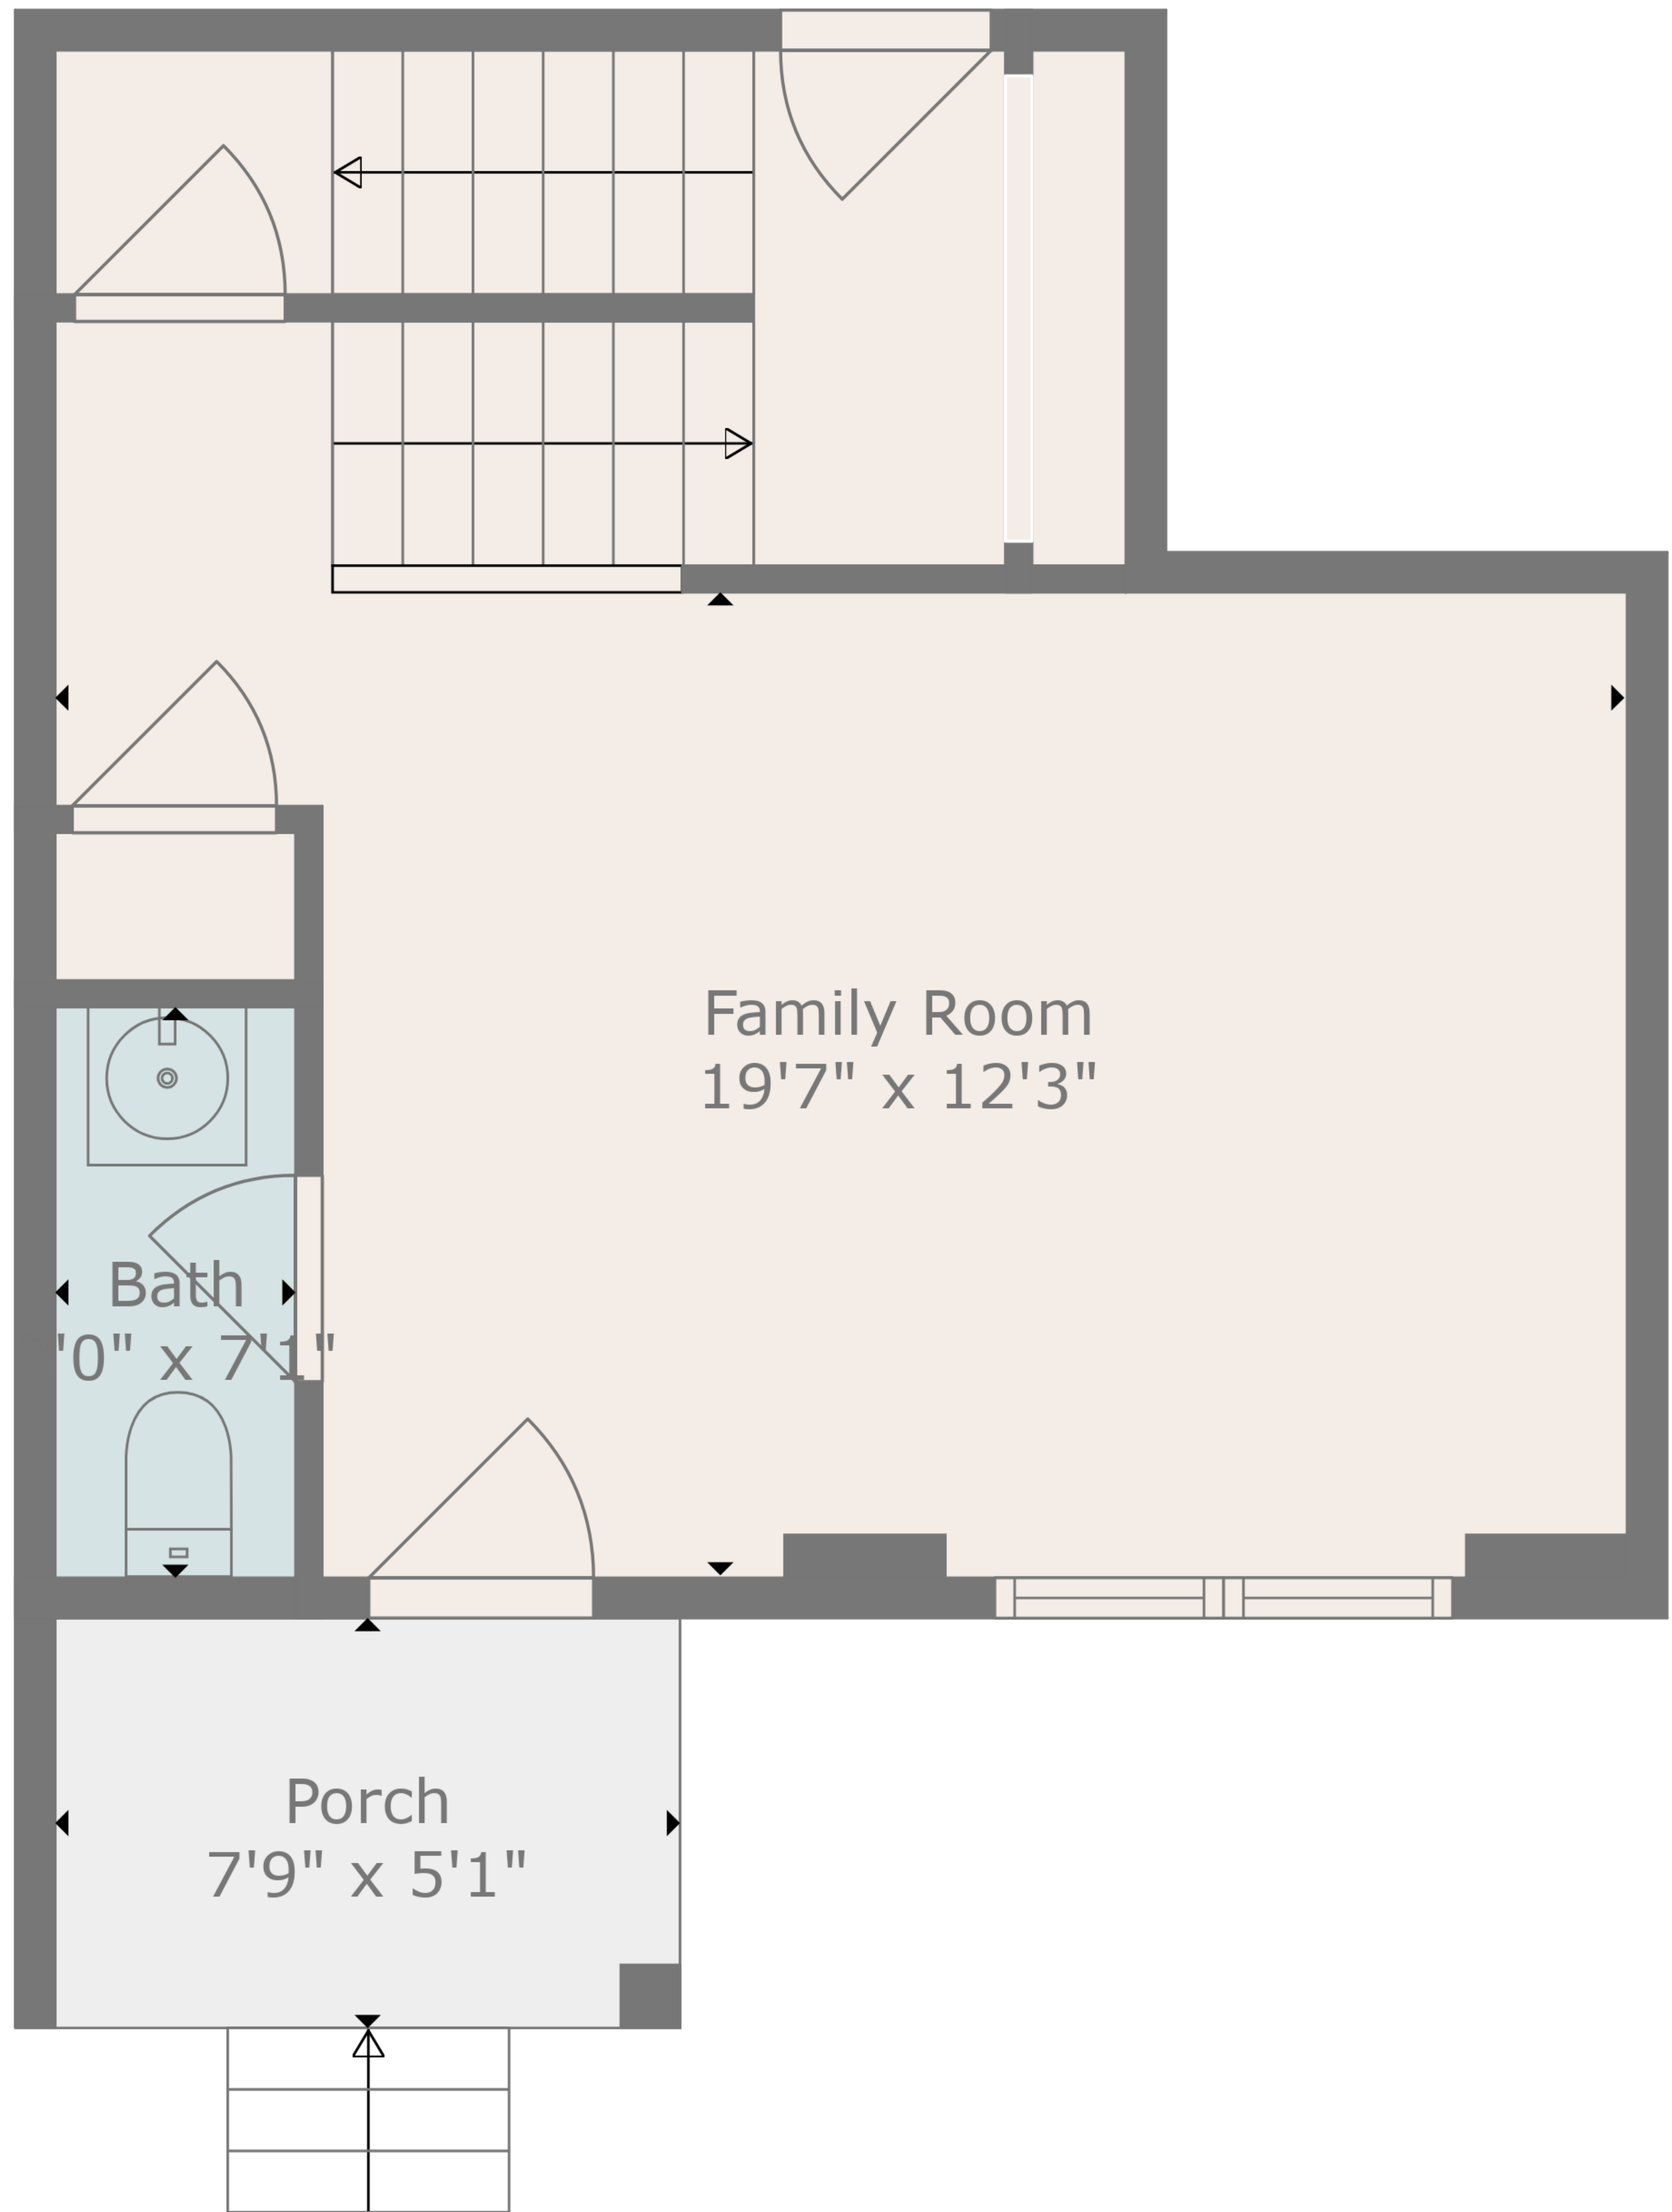 Family Room
19'7" x 12'3"
Bath
'0" x 7'1"
Porch
7'9" x 5'1"